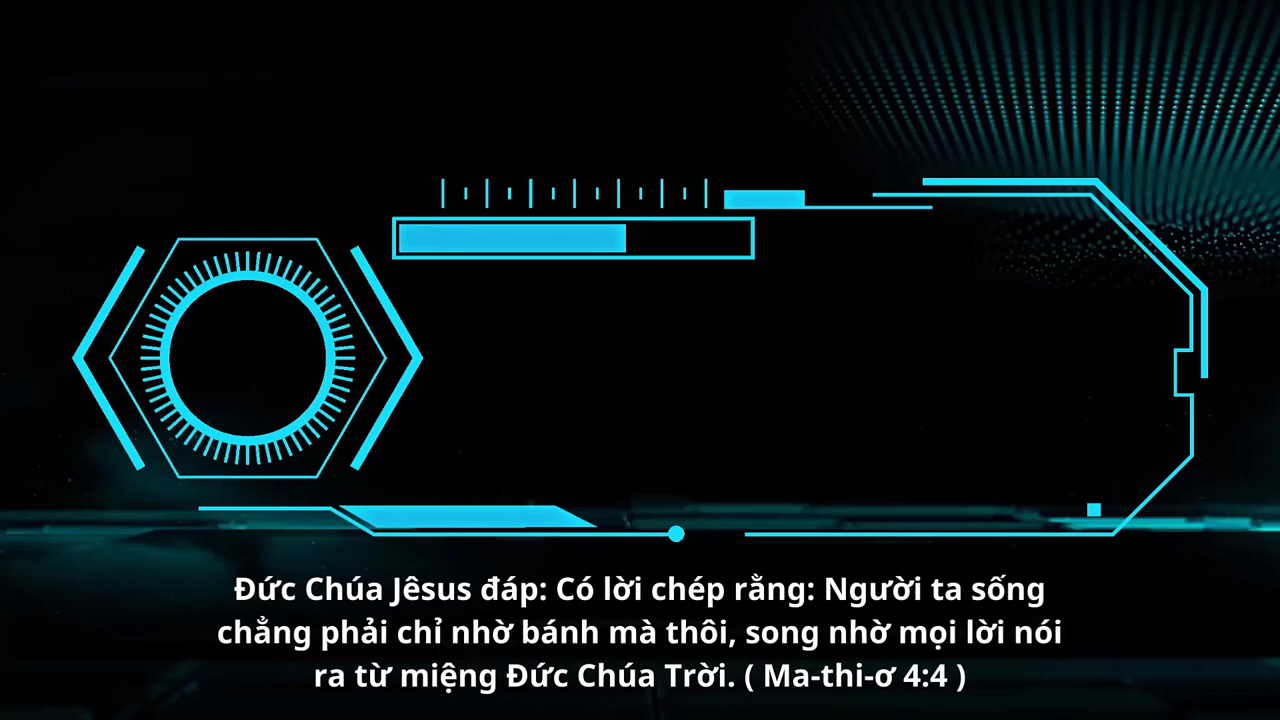 Đức Chúa Jêsus đáp: Có lời chép rằng: Người ta sống
chẳng phải chỉ nhờ bánh mà thôi, song nhờ mọi lời nói
ra từ miệng Đức Chúa Trời. ( Ma-thi-ơ 4:4 )